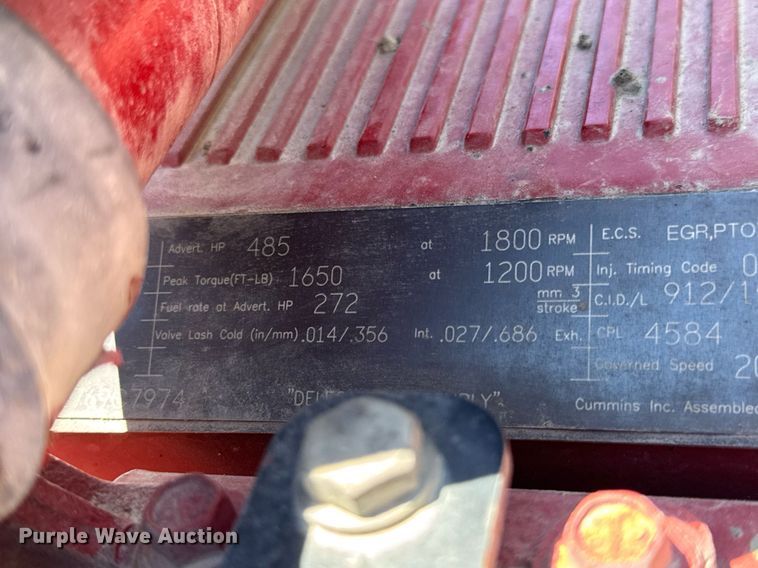 Advert. HP 485 at 1800 RPM E.C.S. EGR,PTO
Peak Torque(FT-LB) 1650 at 1200 RPM Inj. Timing Code
Fuel rate at Advert. HP 272 mm 3 stroke C.I.D./L 912/
Valve Lash Cold (in/mm) .014/.356 Int. .027/.686 Exh. CPL 4584
Governed Speed
7974 Cummins Inc. Assembled
Purple Wave Auction